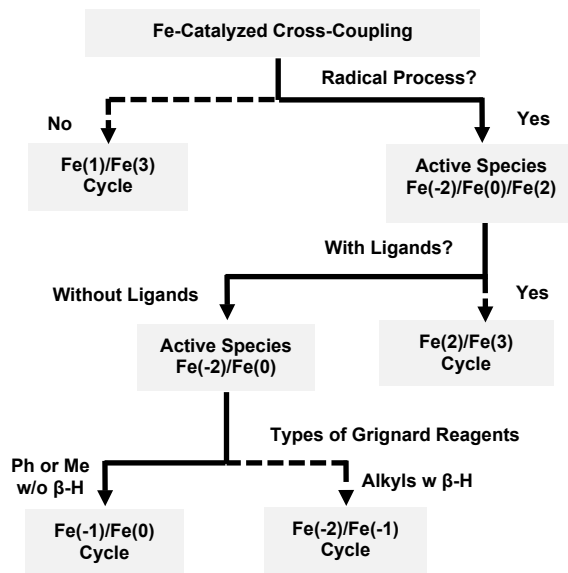 Fe-Catalyzed Cross-Coupling
Radical Process?
No
Yes
Fe(1)/Fe(3)
Cycle
Active Species
Fe(-2)/Fe(0)/Fe(2)
With Ligands?
Without Ligands
Yes
Active Species
Fe(-2)/Fe(0)
Fe(2)/Fe(3)
Cycle
Types of Grignard Reagents
Ph or Me
w/o β-H
Alkyls w β-H
Fe(-1)/Fe(0)
Cycle
Fe(-2)/Fe(-1)
Cycle